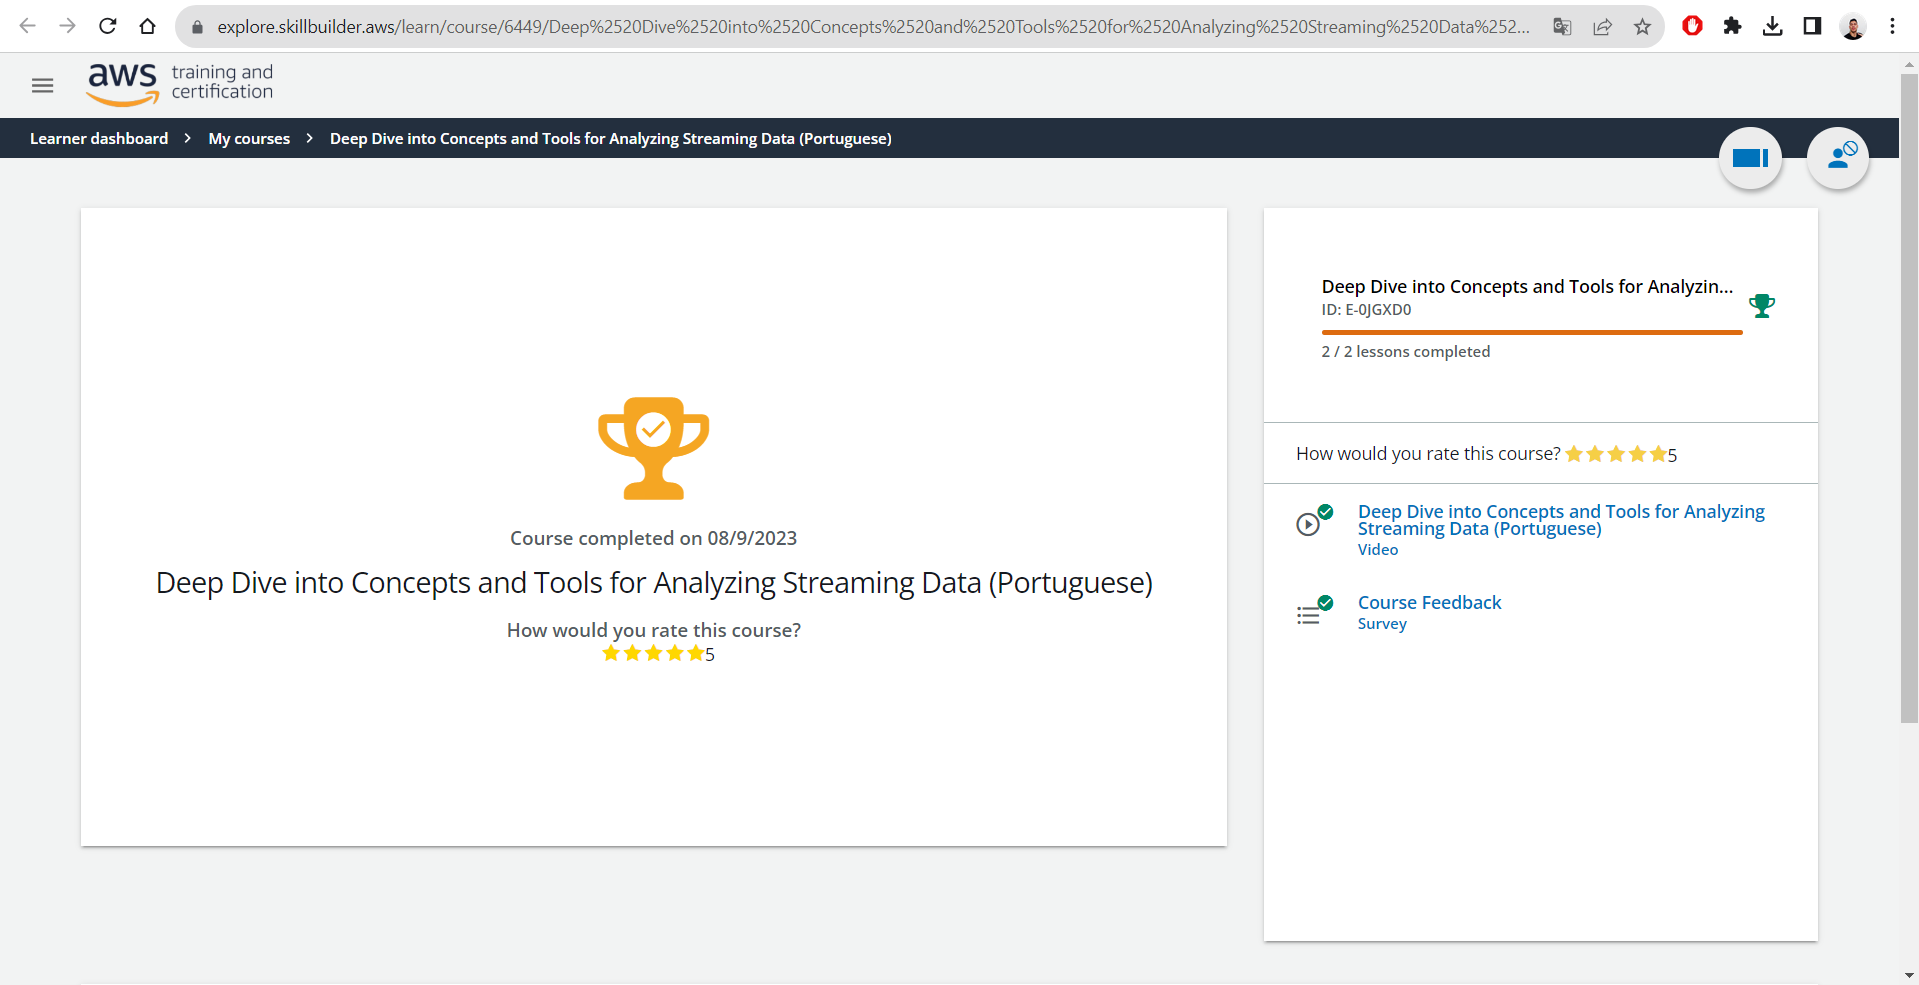 explore.skillbuilder.aws/learn/course/6449/Deep%2520Dive%2520into%2520Concepts%2520and%2520Tools%2520for%2520Analyzing%2520Streaming%2520Data%252...
aws training and
certification
Learner dashboard > My courses > Deep Dive into Concepts and Tools for Analyzing Streaming Data (Portuguese)
Course completed on 08/9/2023
Deep Dive into Concepts and Tools for Analyzing Streaming Data (Portuguese)
How would you rate this course?
5
Deep Dive into Concepts and Tools for Analyzin...
ID: E-0JGXD0
2 / 2 lessons completed
How would you rate this course? 5
Deep Dive into Concepts and Tools for Analyzing
Streaming Data (Portuguese)
Video
Course Feedback
Survey